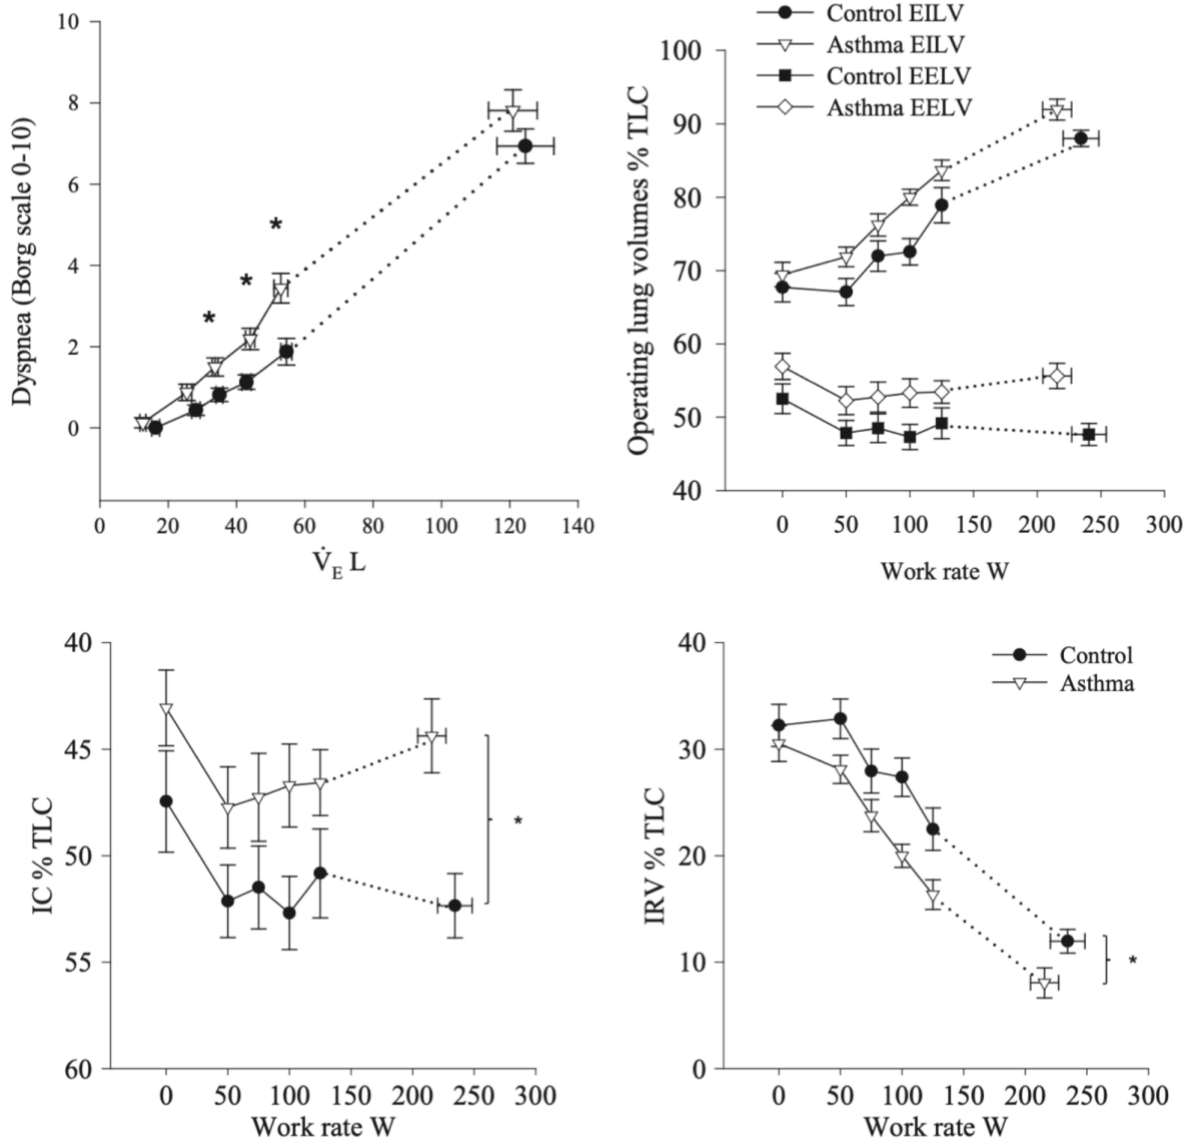 10
8
6
4
2
0
Dyspnea (Borg scale 0-10)
*
*
*
0 20 40 60 80 100 120 140
V̇E L
Control EILV
Asthma EILV
Control EELV
Asthma EELV
100
90
80
70
60
50
40
Operating lung volumes % TLC
0 50 100 150 200 250 300
Work rate W
40
45
50
55
60
IC % TLC
*
0 50 100 150 200 250 300
Work rate W
Control
Asthma
40
30
20
10
0
IRV % TLC
*
0 50 100 150 200 250 300
Work rate W